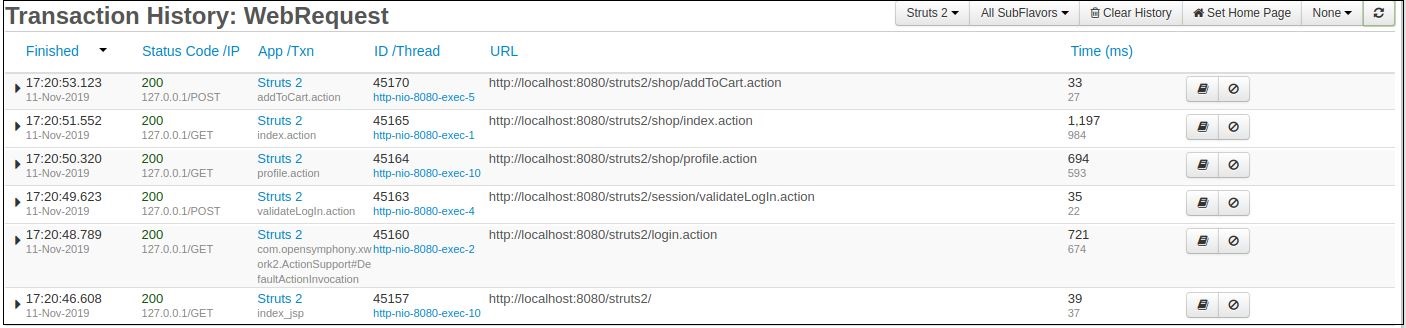 Transaction History: WebRequest Struts 2 All SubFlavors Clear History Set Home Page None
Finished Status Code /IP App /Txn ID /Thread URL Time (ms)
17:20:53.123 200 Struts 2 45170 http://localhost:8080/struts2/shop/addToCart.action 33
11-Nov-2019 127.0.0.1/POST addToCart.action http-nio-8080-exec-5 27
17:20:51.552 200 Struts 2 45165 http://localhost:8080/struts2/shop/index.action 1,197
11-Nov-2019 127.0.0.1/GET index.action http-nio-8080-exec-1 984
17:20:50.320 200 Struts 2 45164 http://localhost:8080/struts2/shop/profile.action 694
11-Nov-2019 127.0.0.1/GET profile.action http-nio-8080-exec-10 593
17:20:49.623 200 Struts 2 45163 http://localhost:8080/struts2/session/validateLogIn.action 35
11-Nov-2019 127.0.0.1/POST validateLogIn.action http-nio-8080-exec-4 22
17:20:48.789 200 Struts 2 45160 http://localhost:8080/struts2/login.action 721
11-Nov-2019 127.0.0.1/GET com.opensymphony.xw http-nio-8080-exec-2 674
ork2.ActionSupport#De
faultActionInvocation
17:20:46.608 200 Struts 2 45157 http://localhost:8080/struts2/ 39
11-Nov-2019 127.0.0.1/GET index_jsp http-nio-8080-exec-10 37